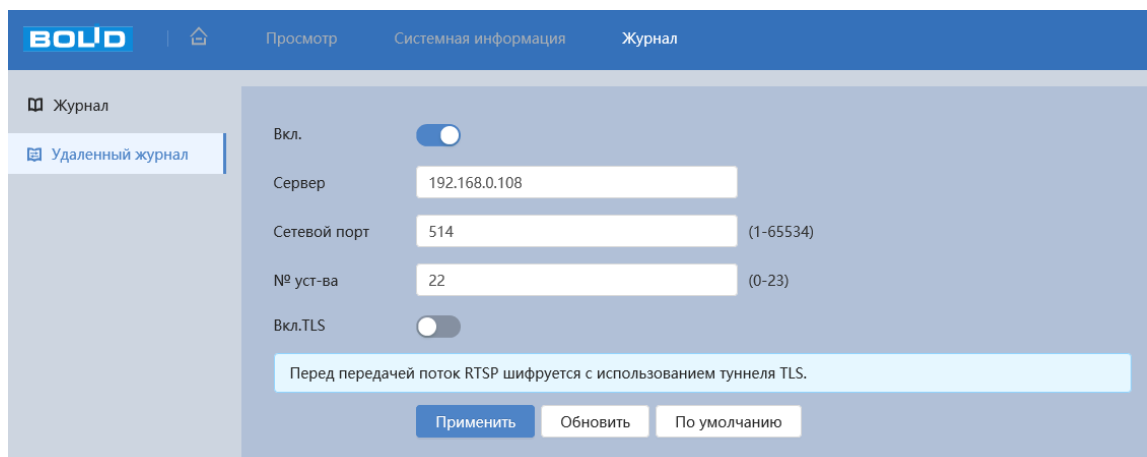 BOLID Просмотр Системная информация Журнал
Журнал
Удаленный журнал
Вкл.
Сервер 192.168.0.108
Сетевой порт 514 (1-65534)
№ уст-ва 22 (0-23)
Вкл.TLS
Перед передачей поток RTSP шифруется с использованием туннеля TLS.
Применить Обновить По умолчанию